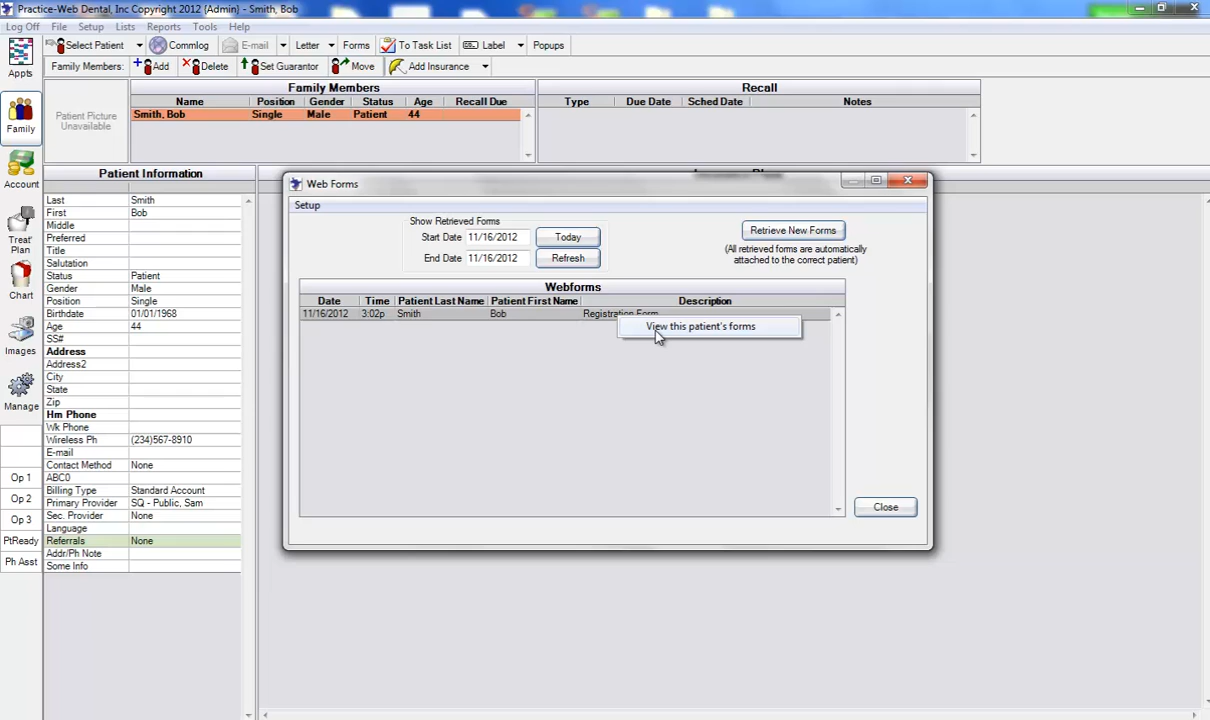 Practice-Web Dental, Inc Copyright 2012 {Admin} - Smith, Bob
Log Off File Setup Lists Reports Tools Help
Select Patient Commlog E-mail Letter Forms To Task List Label Popups
Family Members: Add Delete Set Guarantor Move Add Insurance
Appts
Family
Account
Treat'
Plan
Chart
Images
Manage
Op 1
Op 2
Op 3
PtReady
Ph Asst
Patient Picture
Unavailable
Family Members
Name Position Gender Status Age Recall Due
Smith, Bob Single Male Patient 44
Recall
Type Due Date Sched Date Notes
Patient Information
Last Smith
First Bob
Middle
Preferred
Title
Salutation
Status Patient
Gender Male
Position Single
Birthdate 01/01/1968
Age 44
SS#
Address
Address2
City
State
Zip
Hm Phone
Wk Phone
Wireless Ph (234)567-8910
E-mail
Contact Method None
ABC0
Billing Type Standard Account
Primary Provider SQ - Public, Sam
Sec. Provider None
Language
Referrals None
Addr/Ph Note
Some Info
Web Forms
Setup
Show Retrieved Forms
Start Date 11/16/2012 Today
End Date 11/16/2012 Refresh
Retrieve New Forms
(All retrieved forms are automatically
attached to the correct patient)
Webforms
Date Time Patient Last Name Patient First Name Description
11/16/2012 3:02p Smith Bob Registration Form
View this patient's forms
Close